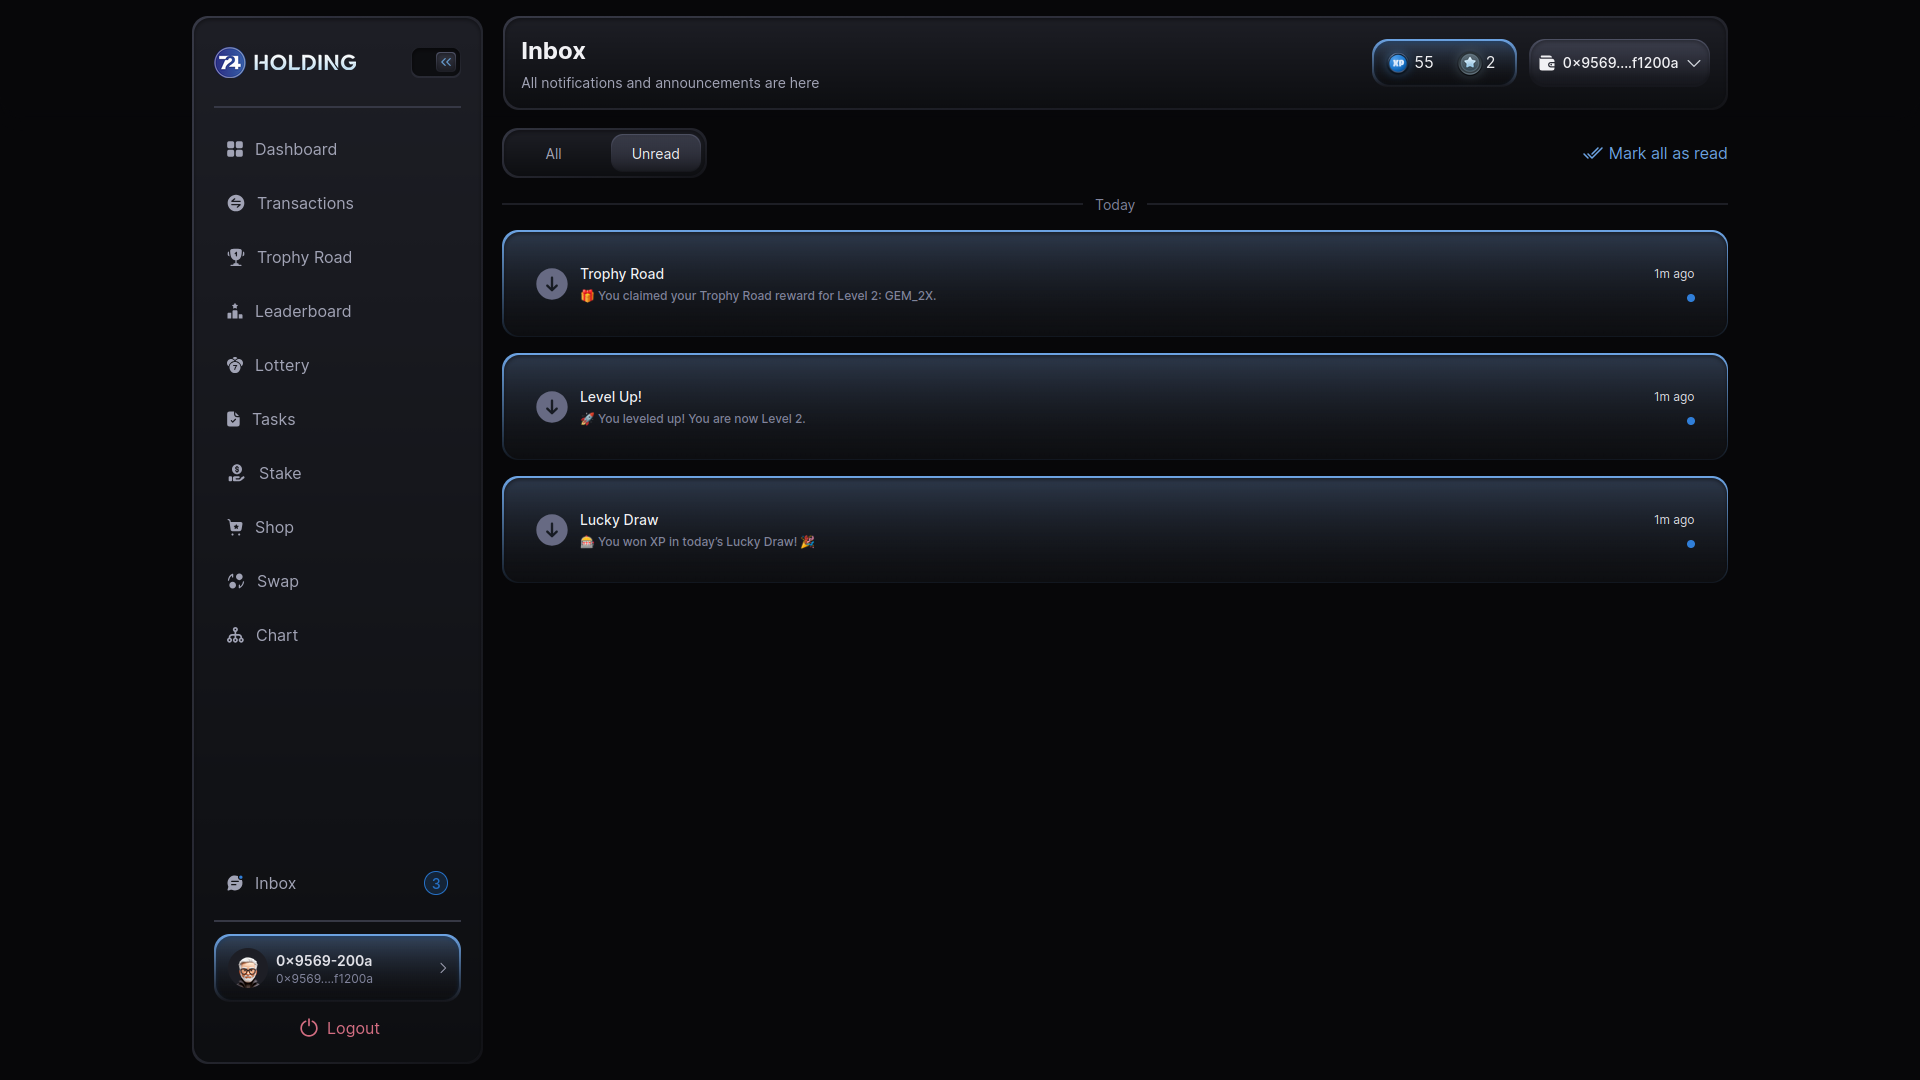 74 HOLDING
Dashboard
Transactions
Trophy Road
Leaderboard
Lottery
Tasks
Stake
Shop
Swap
Chart
Inbox 3
0×9569-200a
0×9569....f1200a
Logout
Inbox
All notifications and announcements are here
XP 55 2
0×9569....f1200a
All Unread
Mark all as read
Today
Trophy Road 1m ago
🎁 You claimed your Trophy Road reward for Level 2: GEM_2X.
Level Up! 1m ago
🚀 You leveled up! You are now Level 2.
Lucky Draw 1m ago
🎰 You won XP in today’s Lucky Draw! 🎉